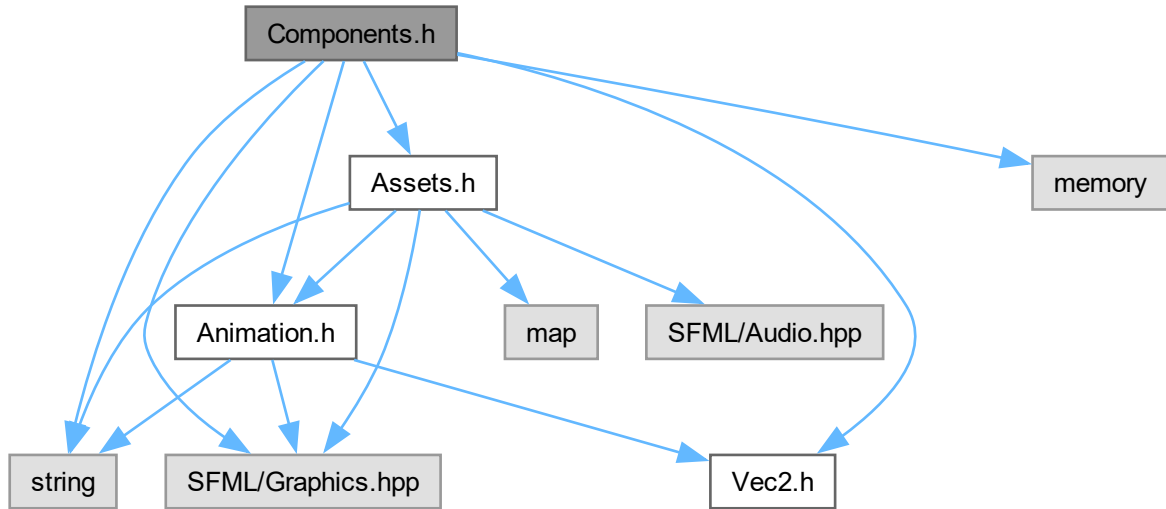 Components.h
Assets.h
memory
Animation.h
map
SFML/Audio.hpp
string
SFML/Graphics.hpp
Vec2.h